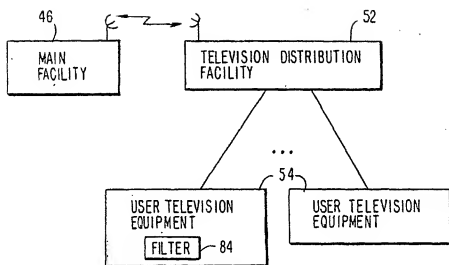 46
52
MAIN
FACILITY
TELEVISION DISTRIBUTION
FACILITY
...
54
USER TELEVISION
EQUIPMENT
FILTER
84
USER TELEVISION
EQUIPMENT